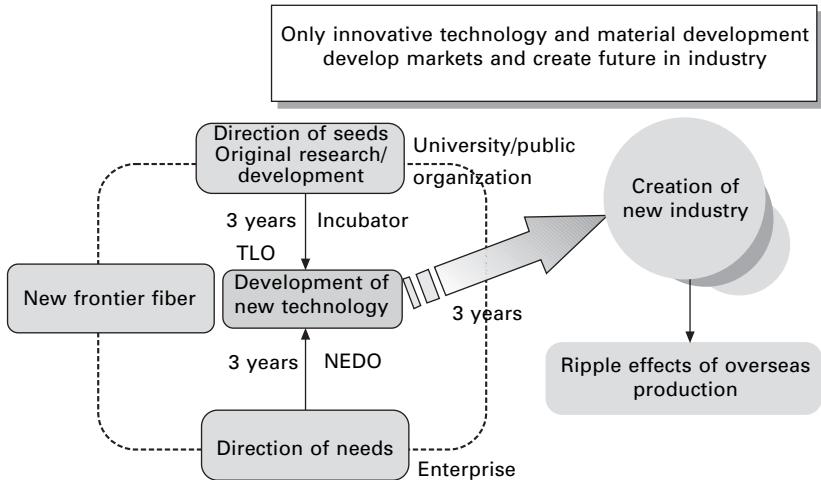 Only innovative technology and material development
develop markets and create future in industry
Direction of seeds
Original research/
development
University/public
organization
3 years
Incubator
TLO
Creation of
new industry
New frontier fiber
Development of
new technology
3 years
3 years
NEDO
Ripple effects of overseas
production
Direction of needs
Enterprise